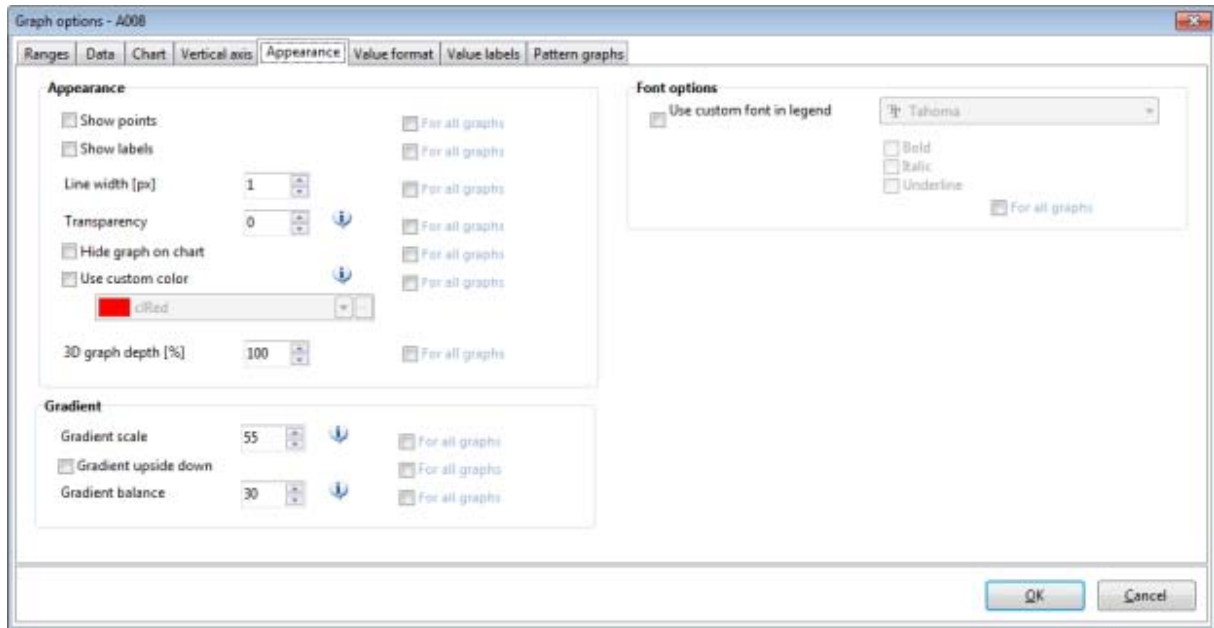 Graph options - A008
Ranges Data Chart Vertical axis Appearance Value format Value labels Pattern graphs
Appearance
Show points For all graphs
Show labels For all graphs
Line width [px] 1 For all graphs
Transparency 0 For all graphs
Hide graph on chart For all graphs
Use custom color For all graphs
clRed
3D graph depth [%] 100 For all graphs
Gradient
Gradient scale 55 For all graphs
Gradient upside down For all graphs
Gradient balance 30 For all graphs
Font options
Use custom font in legend Tahoma
Bold
Italic
Underline
For all graphs
OK Cancel